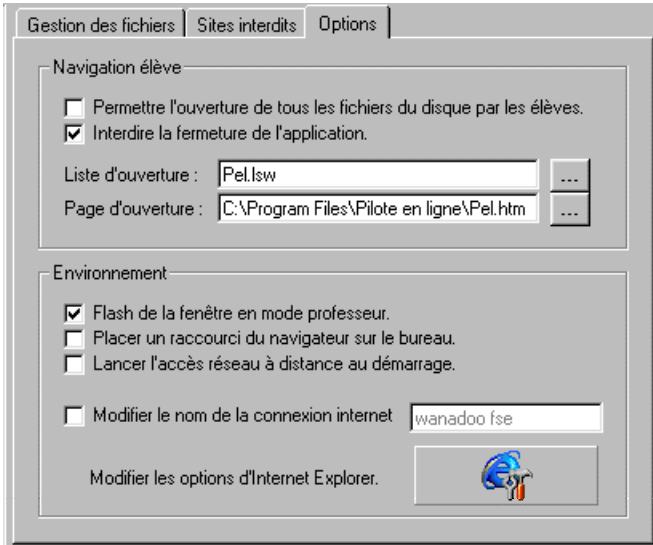 Gestion des fichiers Sites interdits Options
Navigation élève
Permettre l'ouverture de tous les fichiers du disque par les élèves.
Interdire la fermeture de l'application.
Liste d'ouverture : Pel.lsw ...
Page d'ouverture : C:\Program Files\Pilote en ligne\Pel.htm ...
Environnement
Flash de la fenêtre en mode professeur.
Placer un raccourci du navigateur sur le bureau.
Lancer l'accès réseau à distance au démarrage.
Modifier le nom de la connexion internet wanadoo fse
Modifier les options d'Internet Explorer.